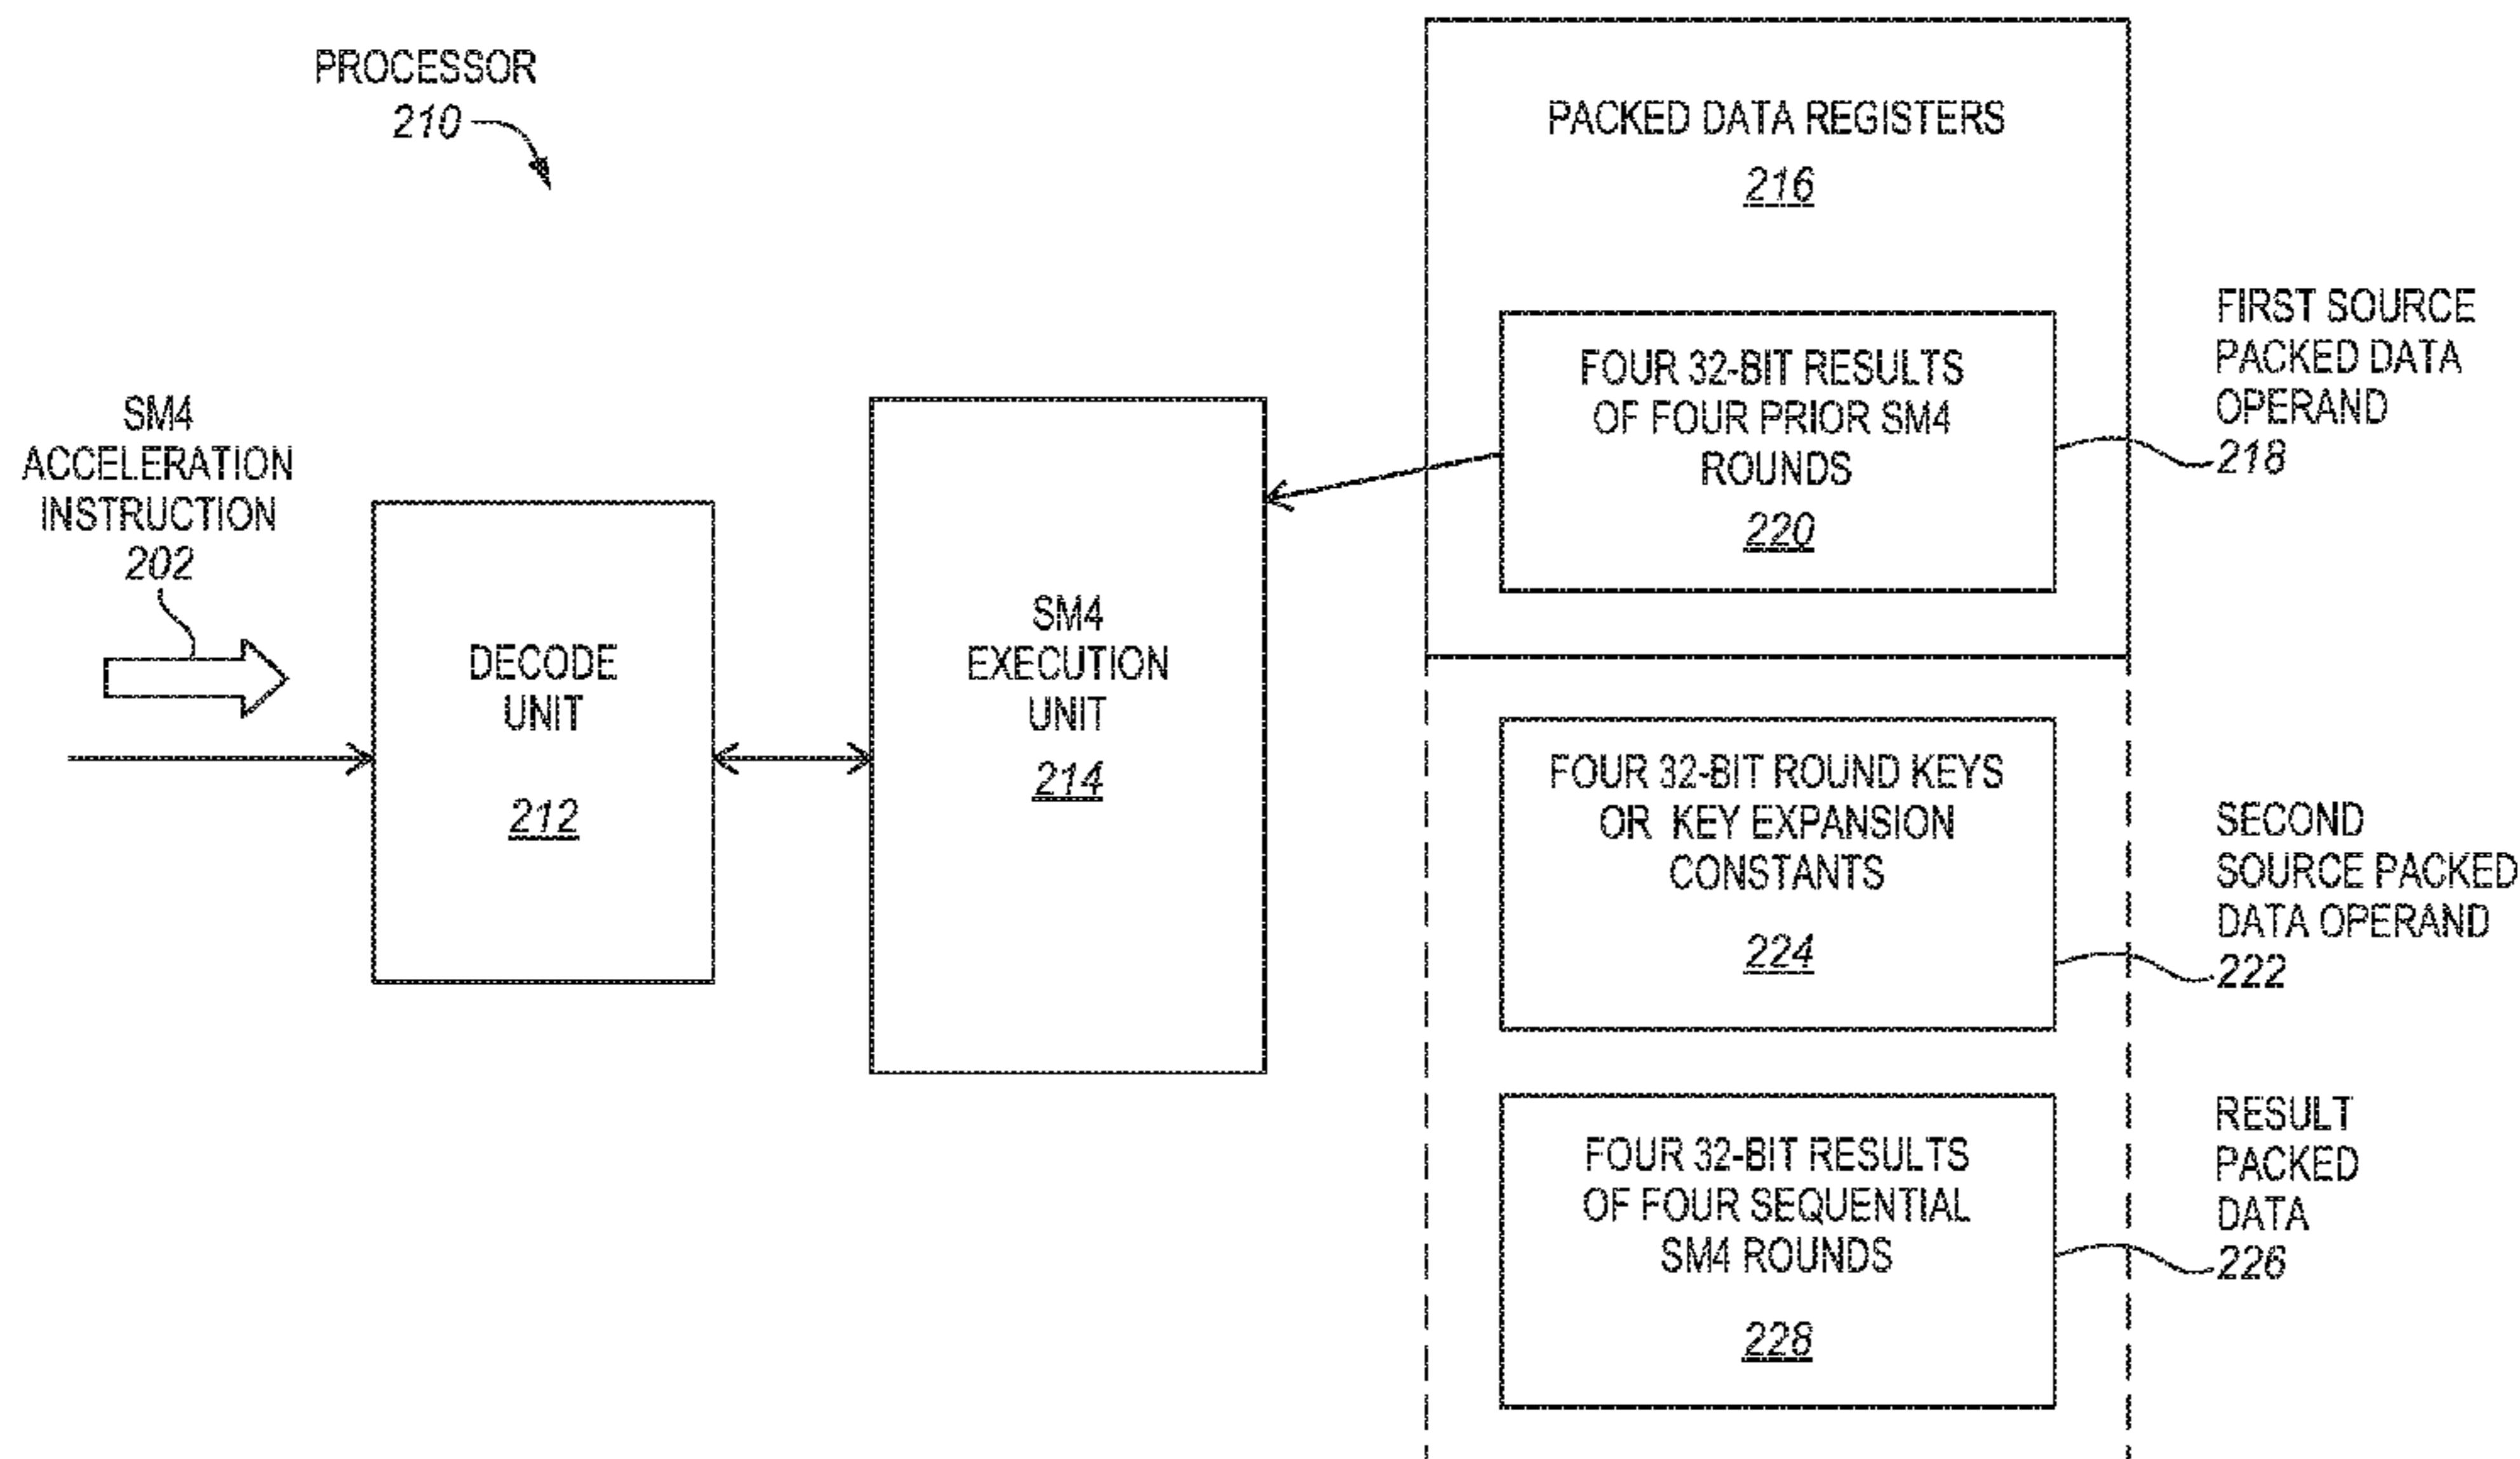 PROCESSOR
210
SM4
ACCELERATION
INSTRUCTION
202
DECODE
UNIT
212
SM4
EXECUTION
UNIT
214
PACKED DATA REGISTERS
216
FOUR 32-BIT RESULTS
OF FOUR PRIOR SM4
ROUNDS
220
FIRST SOURCE
PACKED DATA
OPERAND
218
FOUR 32-BIT ROUND KEYS
OR KEY EXPANSION
CONSTANTS
224
SECOND
SOURCE PACKED
DATA OPERAND
222
FOUR 32-BIT RESULTS
OF FOUR SEQUENTIAL
SM4 ROUNDS
228
RESULT
PACKED
DATA
226